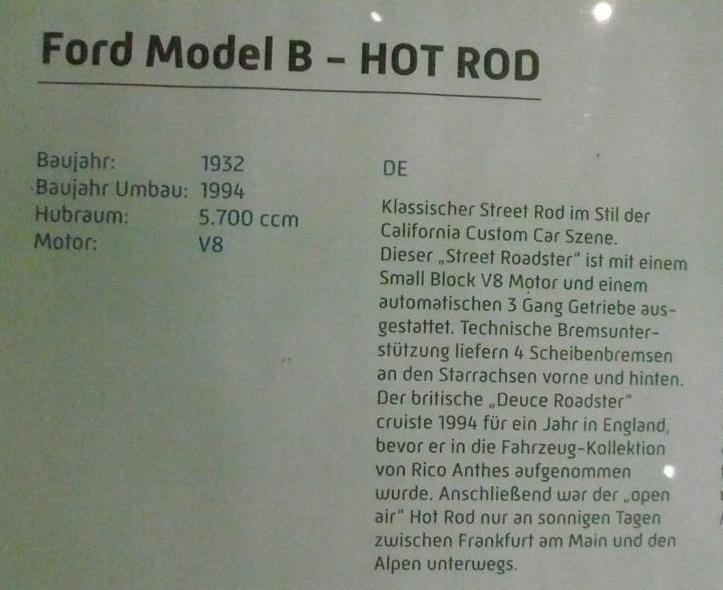 Ford Model B – HOT ROD
Baujahr: 1932
Baujahr Umbau: 1994
Hubraum: 5.700 ccm
Motor: V8
DE
Klassischer Street Rod im Stil der
California Custom Car Szene.
Dieser „Street Roadster“ ist mit einem
Small Block V8 Motor und einem
automatischen 3 Gang Getriebe aus-
gestattet. Technische Bremsunter-
stützung liefern 4 Scheibenbremsen
an den Starrachsen vorne und hinten.
Der britische „Deuce Roadster“
cruiste 1994 für ein Jahr in England,
bevor er in die Fahrzeug-Kollektion
von Rico Anthes aufgenommen
wurde. Anschließend war der „open
air“ Hot Rod nur an sonnigen Tagen
zwischen Frankfurt am Main und den
Alpen unterwegs.